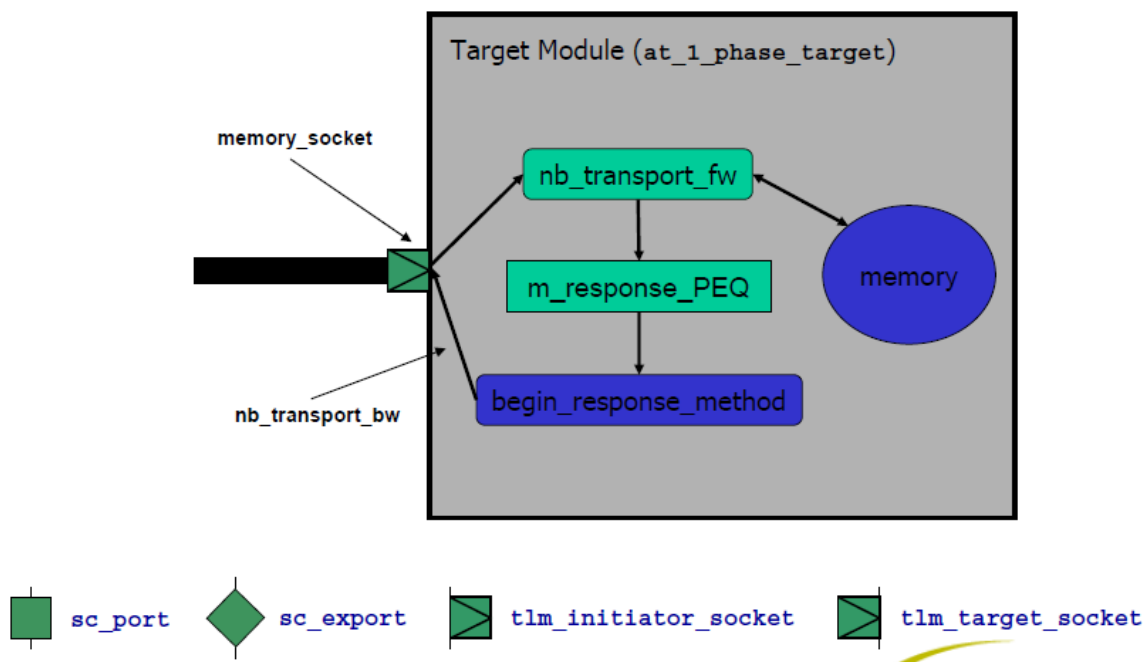 Target Module (at_1_phase_target)
memory_socket
nb_transport_fw
memory
m_response_PEQ
begin_response_method
nb_transport_bw
sc_port
sc_export
tlm_initiator_socket
tlm_target_socket